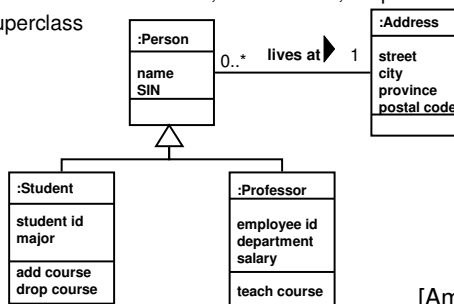 :Address
uperclass
:Person
0..*
lives at
1
name
SIN
street
city
province
postal code
:Student
student id
major
add course
drop course
:Professor
employee id
department
salary
teach course
[Am